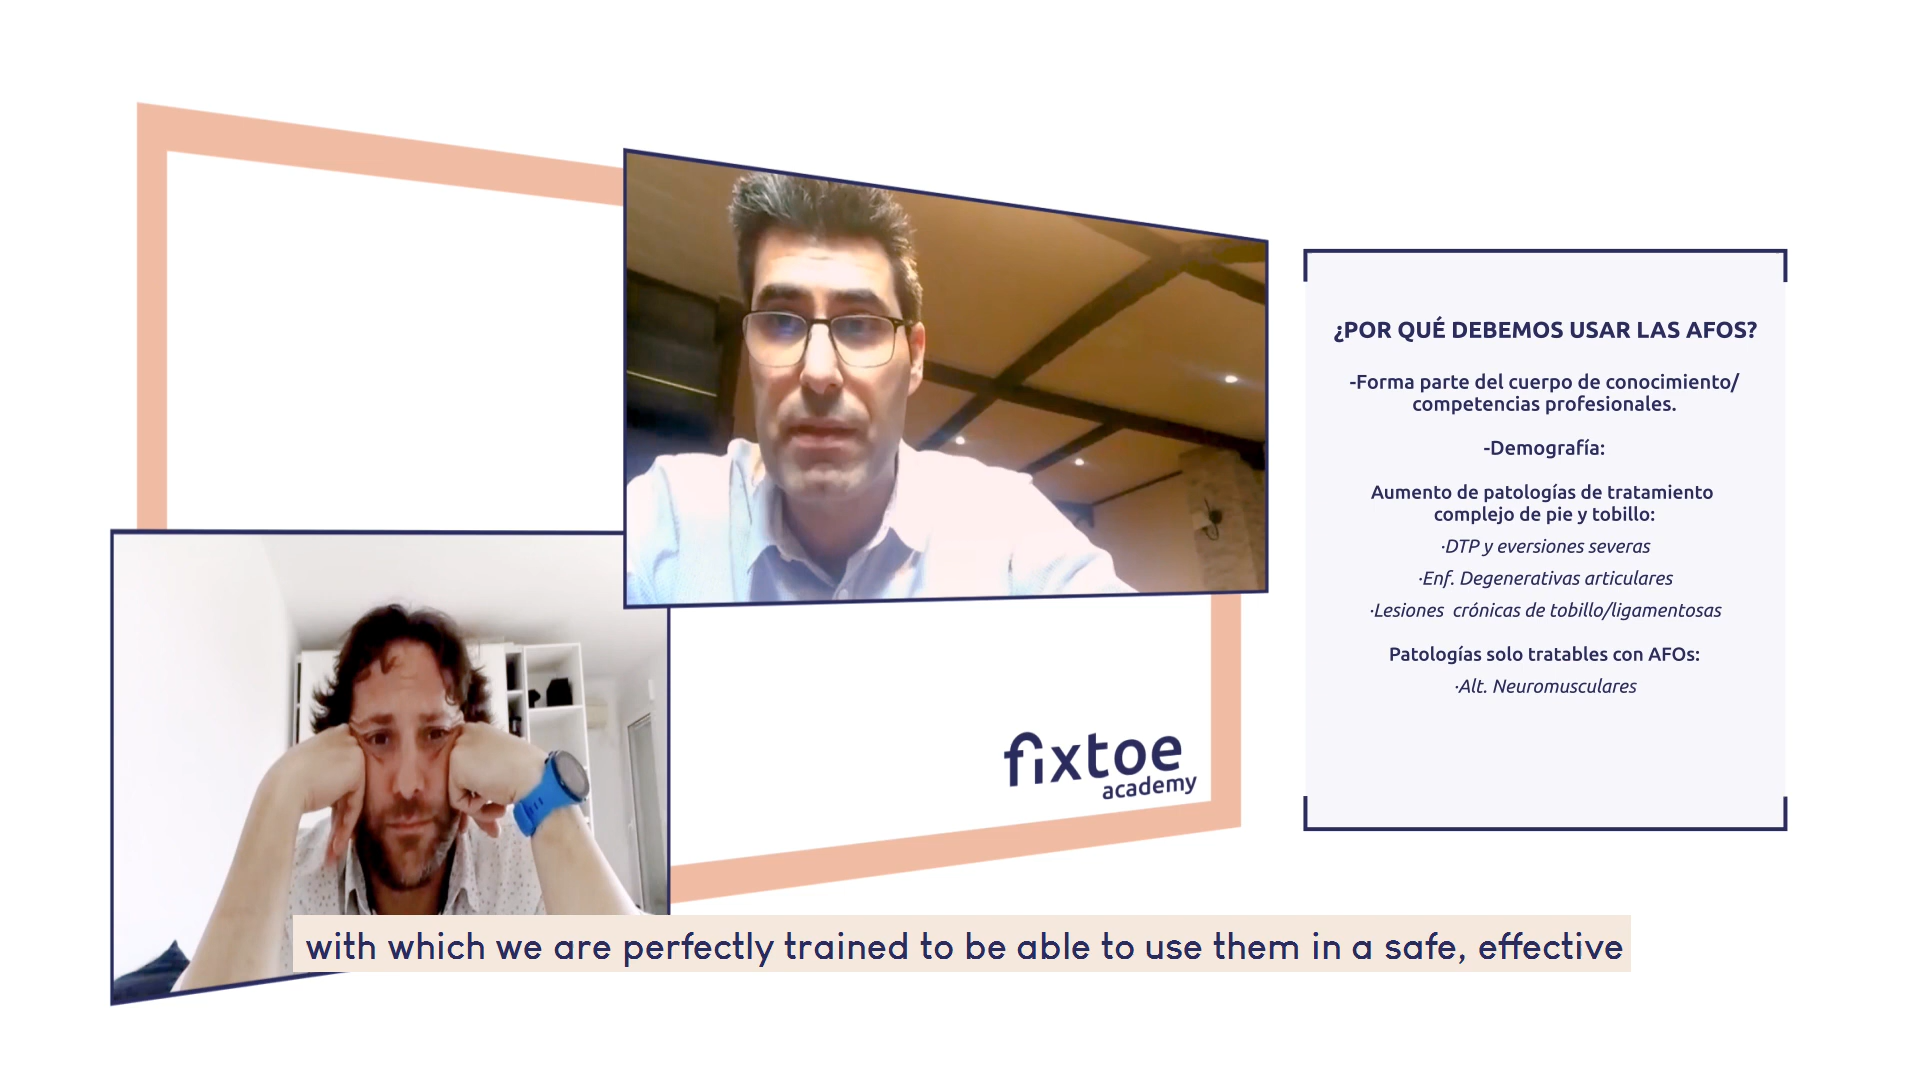 ¿POR QUÉ DEBEMOS USAR LAS AFOS?
-Forma parte del cuerpo de conocimiento/
competencias profesionales.
-Demografía:
Aumento de patologías de tratamiento
complejo de pie y tobillo:
·DTP y eversiones severas
·Enf. Degenerativas articulares
·Lesiones crónicas de tobillo/ligamentosas
Patologías solo tratables con AFOs:
·Alt. Neuromusculares
fixtoe
academy
with which we are perfectly trained to be able to use them in a safe, effective